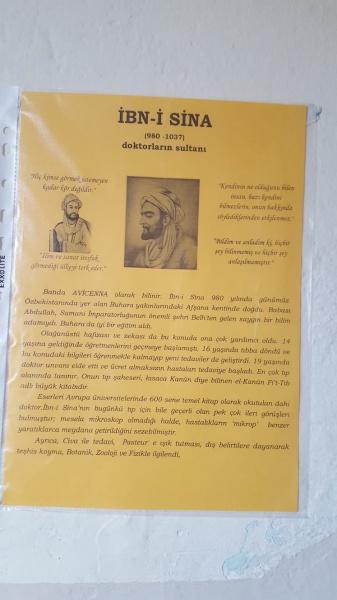 İBN-İ SİNA
(980 -1037)
doktorların sultanı
"Hiç kimse görmek istemeyen
kadar kör değildir."
"İlim ve sanat itisfak
görmediği ülkeyi terk eder."
"Kendinin ne olduğunu bilen
insan, bazı kendini
bilmezlerin, onun hakkında
söylediklerinden etkilenmez."
"Bildim ve anladım ki, hiçbir
şey bilinmemiş ve hiçbir şey
anlaşılmamıştır."
Batıda AVICENNA olarak bilinir. İbn-i Sina 980 yılında günümüz
Özbekistanında yer alan Buhara yakınlarındaki Afşana kentinde doğdu. Babası
Abdullah, Samani İmparatorluğunun önemli şehri Belh'ten gelen saygın bir bilim
adamıydı. Buhara da iyi bir eğitim aldı.
Olağanüstü hafızası ve zekası da bu konuda ona çok yardımcı oldu. 14
yaşına geldiğinde öğretmenlerini geçmeye başlamıştı. 16 yaşında tıbba döndü ve
bu konudaki bilgileri öğrenmekle kalmayıp yeni tedaviler de geliştirdi. 19 yaşında
doktor unvanı elde etti ve ücret almaksızın hastaları tedaviye başladı. En çok tıp
alanında tanınır. Onun tıp şaheseri, kısaca Kanün diye bilinen el-Kanün Fi't-Tıb
adlı büyük kitabıdır.
Eserleri Avrupa üniversitelerinde 600 sene temel kitap olarak okutulan dahi
doktor.İbn-i Sina'nın bugünkü tıp için bile geçerli olan pek çok ileri görüşleri
bulmuştur; mesela mikroskop olmadığı halde, hastalıkların 'mikrop' benzer
yaratıklarca meydana getirildiğini sezebilmiştir.
Ayrıca, Civa ile tedavi, Pasteur' e ışık tutması, dış belirtilere dayanarak
teşhis koyma, Botanik, Zooloji ve Fizikle ilgilendi,
EXXOLITE